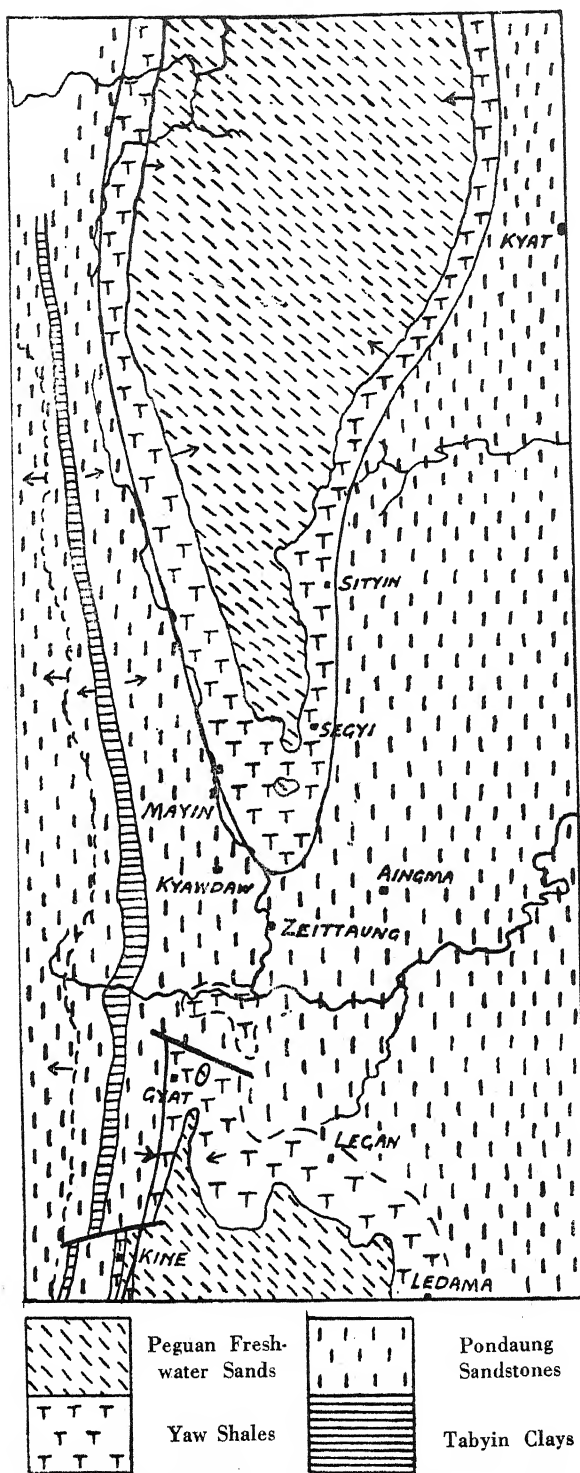 KYAT
SITYIN
SEGYI
MAYIN
KYAWDAW
AINGMA
ZEITTAUNG
GYAT
LEGAN
KINE
LEDAMA
Peguan Fresh-
water Sands
Pondaung
Sandstones
Yaw Shales
Tabyin Clays